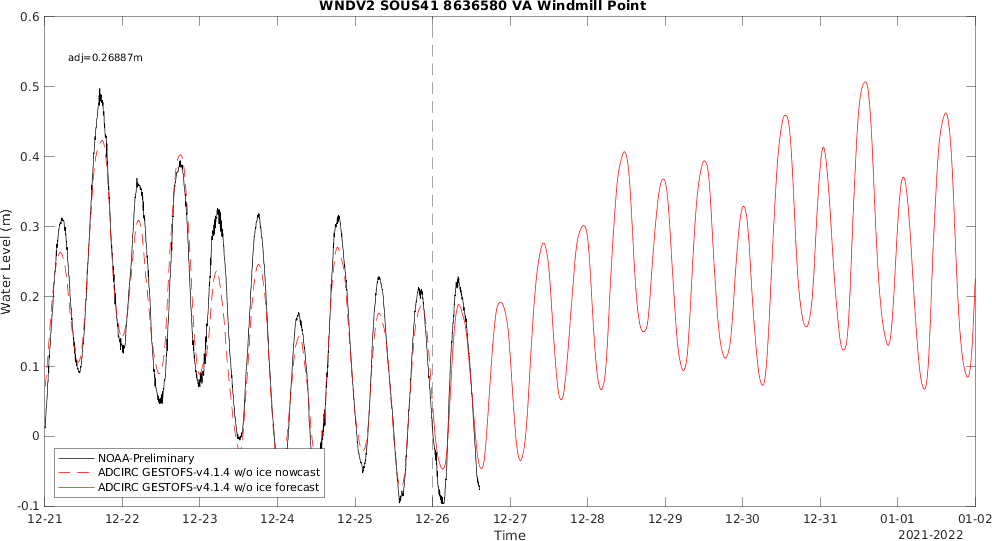 WNDV2 SOUS41 8636580 VA Windmill Point
adj=0.26887m
Water Level (m)
0.6
0.5
0.4
0.3
0.2
0.1
0
-0.1
NOAA-Preliminary
ADCIRC GESTOFS-v4.1.4 w/o ice nowcast
ADCIRC GESTOFS-v4.1.4 w/o ice forecast
12-21 12-22 12-23 12-24 12-25 12-26 12-27 12-28 12-29 12-30 12-31 01-01 01-02
Time
2021-2022